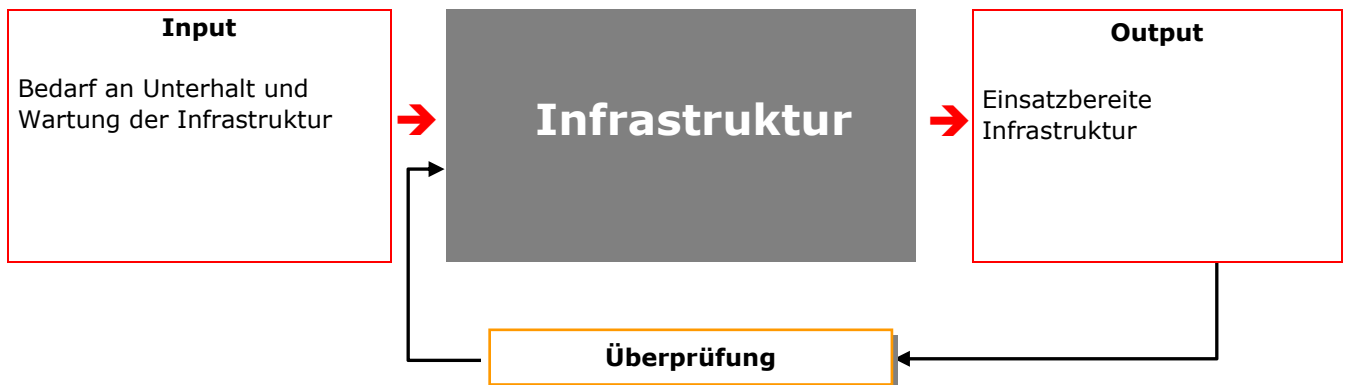 Input
Bedarf an Unterhalt und
Wartung der Infrastruktur
Infrastruktur
Output
Einsatzbereite
Infrastruktur
Überprüfung